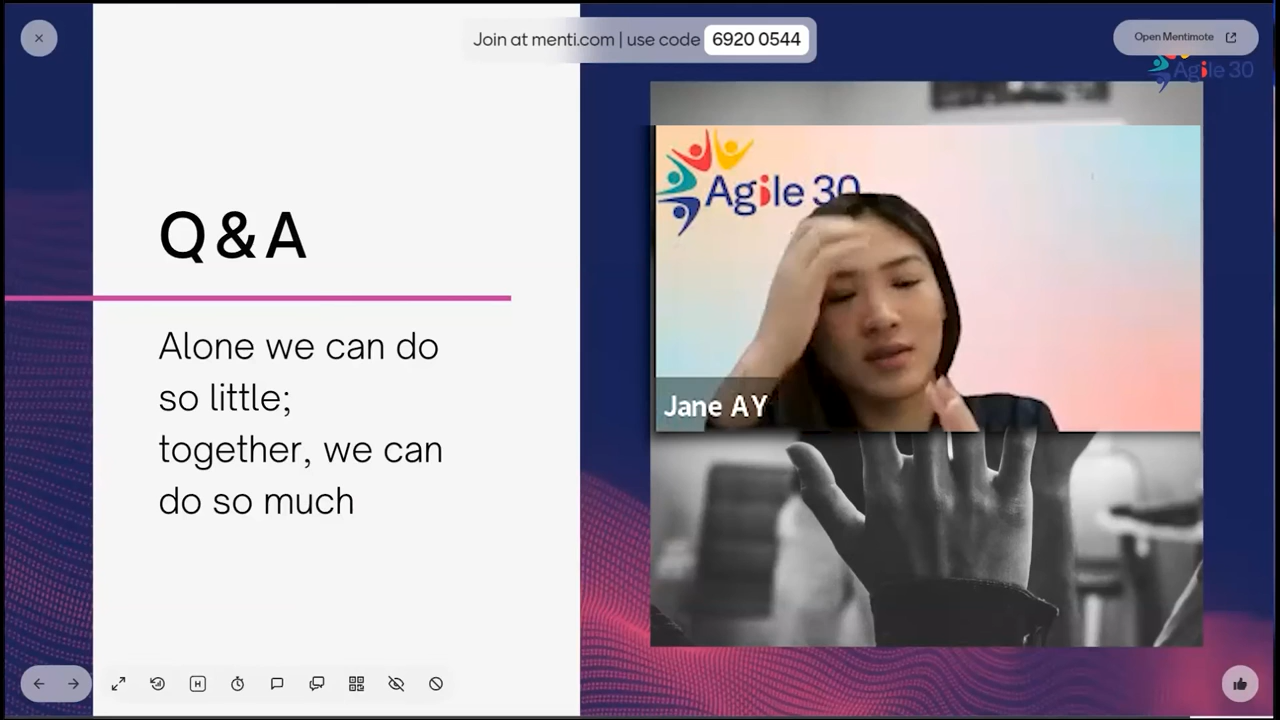 Join at menti.com | use code 6920 0544
Open Mentimote
Agile 30
Agile 30
Q & A
Alone we can do
so little;
together, we can
do so much
Jane AY
H